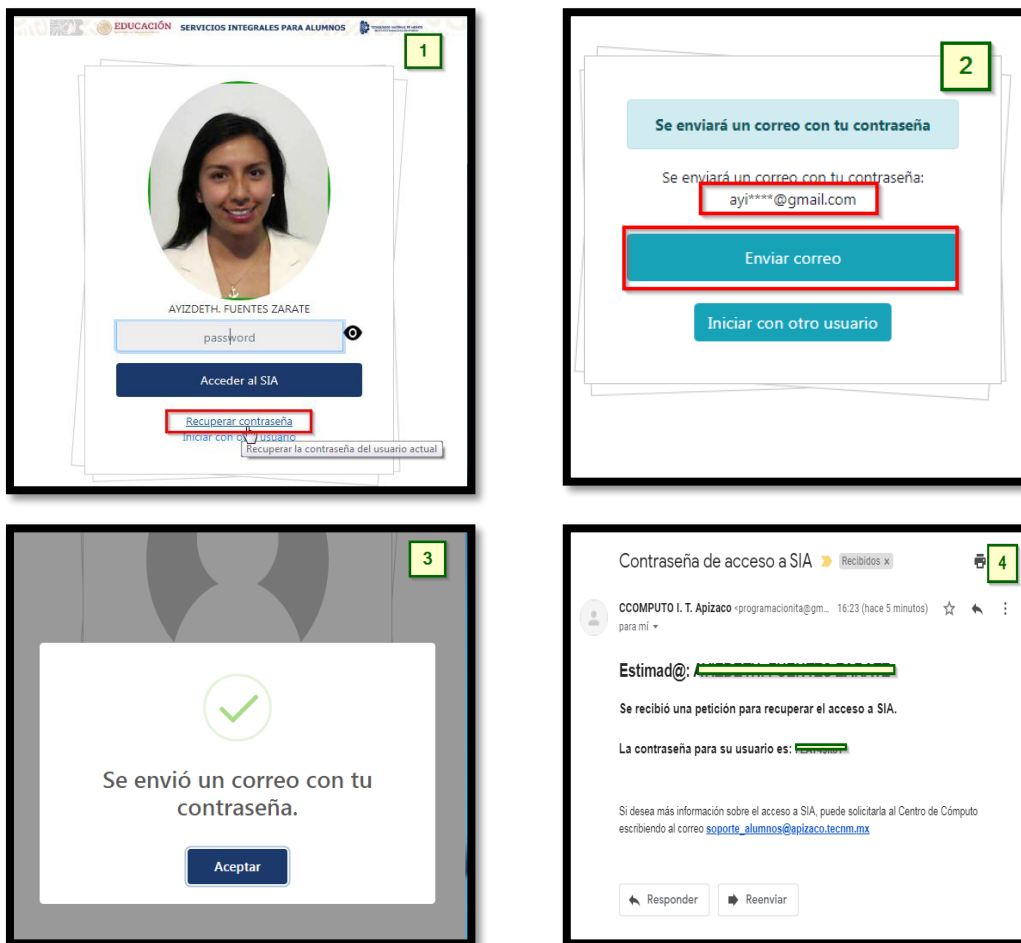 EDUCACIÓN SERVICIOS INTEGRALES PARA ALUMNOS
1
AYIZDETH. FUENTES ZARATE
password
Acceder al SIA
Recuperar contraseña
Iniciar con usuario
Recuperar la contraseña del usuario actual
2
Se enviará un correo con tu contraseña
Se enviará un correo con tu contraseña:
ayi****@gmail.com
Enviar correo
Iniciar con otro usuario
3
Se envió un correo con tu
contraseña.
Aceptar
4
Contraseña de acceso a SIA Recibidos x
CCOMPUTO I. T. Apizaco <programacionita@gm... 16:23 (hace 5 minutos)
para mí
Estimad@:
Se recibió una petición para recuperar el acceso a SIA.
La contraseña para su usuario es:
Si desea más información sobre el acceso a SIA, puede solicitarla al Centro de Cómputo
escribiendo al correo soporte_alumnos@apizaco.tecnm.mx
Responder Reenviar